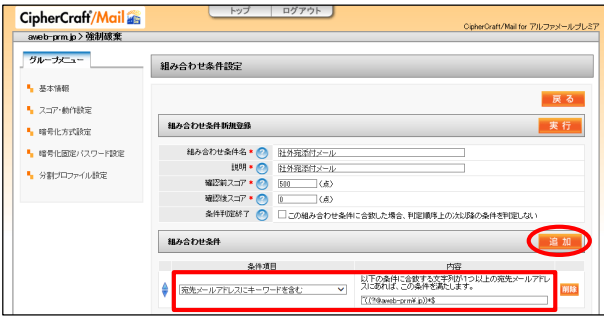 CipherCraft/Mail
トップ ログアウト
CipherCraft/Mail for アルファメールプレミア
aweb-prm.jp > 強制破棄
グループメニュー
基本情報
スコア・動作設定
暗号化方式設定
暗号化固定パスワード設定
分割プロファイル設定
組み合わせ条件設定
戻る
組み合わせ条件新規登録
実行
組み合わせ条件名 * ? 社外宛添付メール
説明 * ? 社外宛添付メール
確認前スコア * ? 500 (点)
確認後スコア * ? 0 (点)
条件判定終了 ? この組み合わせ条件に合致した場合、判定順序上の次以降の条件を判定しない
組み合わせ条件
追加
条件項目 内容
宛先メールアドレスにキーワードを含む
以下の条件に合致する文字列が1つ以上の宛先メールアドレ
スにあれば、この条件を満たします。
削除